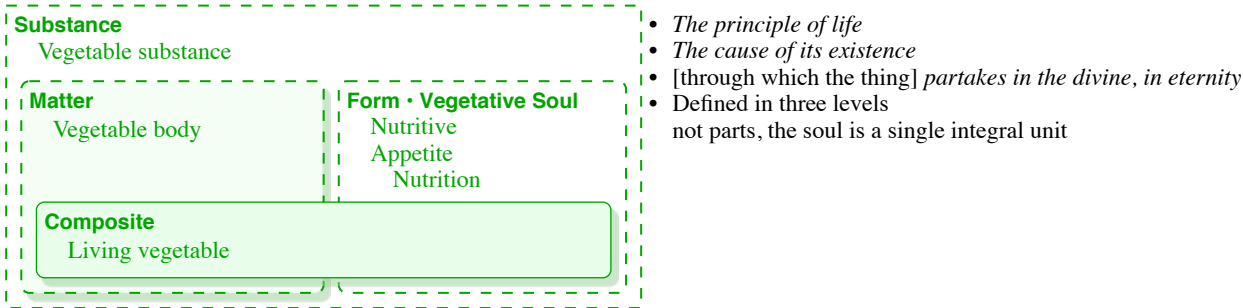 Substance
Vegetable substance
Matter
Vegetable body
Form · Vegetative Soul
Nutritive
Appetite
Nutrition
Composite
Living vegetable
• The principle of life
• The cause of its existence
• [through which the thing] partakes in the divine, in eternity
• Defined in three levels
not parts, the soul is a single integral unit